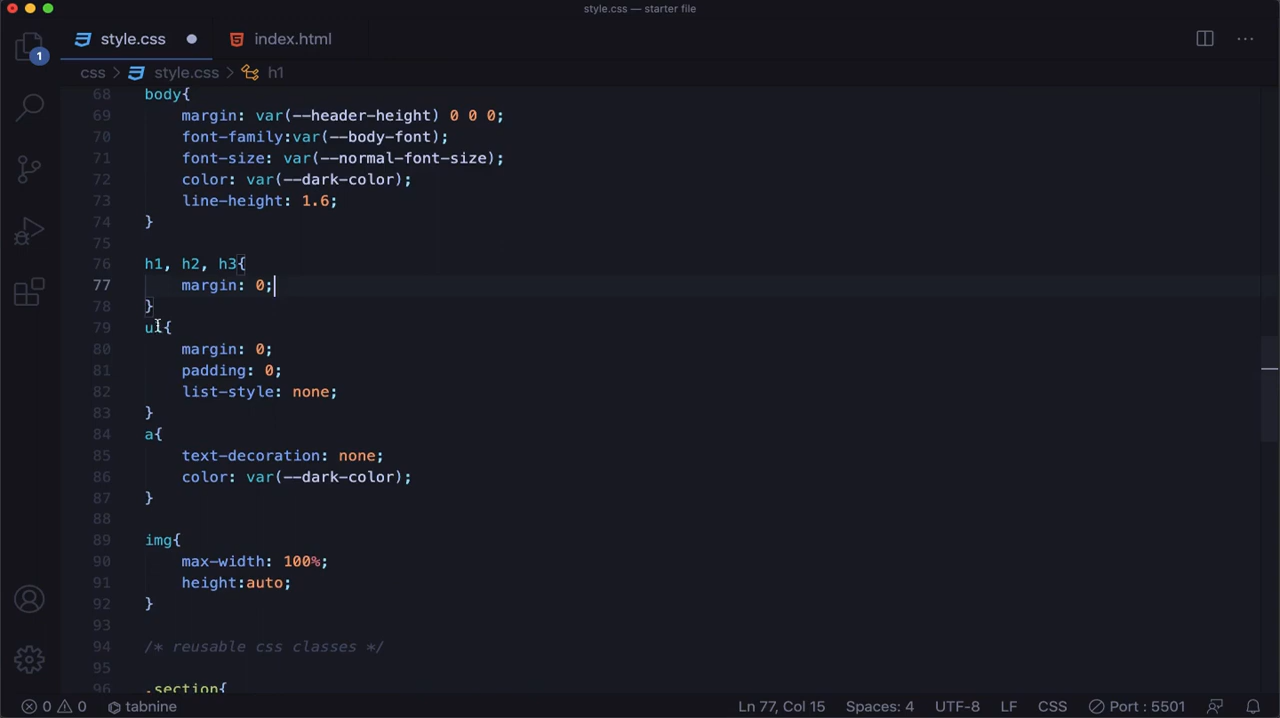 style.css — starter file
style.css index.html
1
css > style.css > h1
68 body{
69 margin: var(--header-height) 0 0 0;
70 font-family:var(--body-font);
71 font-size: var(--normal-font-size);
72 color: var(--dark-color);
73 line-height: 1.6;
74 }
75
76 h1, h2, h3{
77 margin: 0;
78 }
79 u {
80 margin: 0;
81 padding: 0;
82 list-style: none;
83 }
84 a{
85 text-decoration: none;
86 color: var(--dark-color);
87 }
88
89 img{
90 max-width: 100%;
91 height:auto;
92 }
93
94 /* reusable css classes */
95
96 .section{
0 0 tabnine Ln 77, Col 15 Spaces: 4 UTF-8 LF CSS Port : 5501